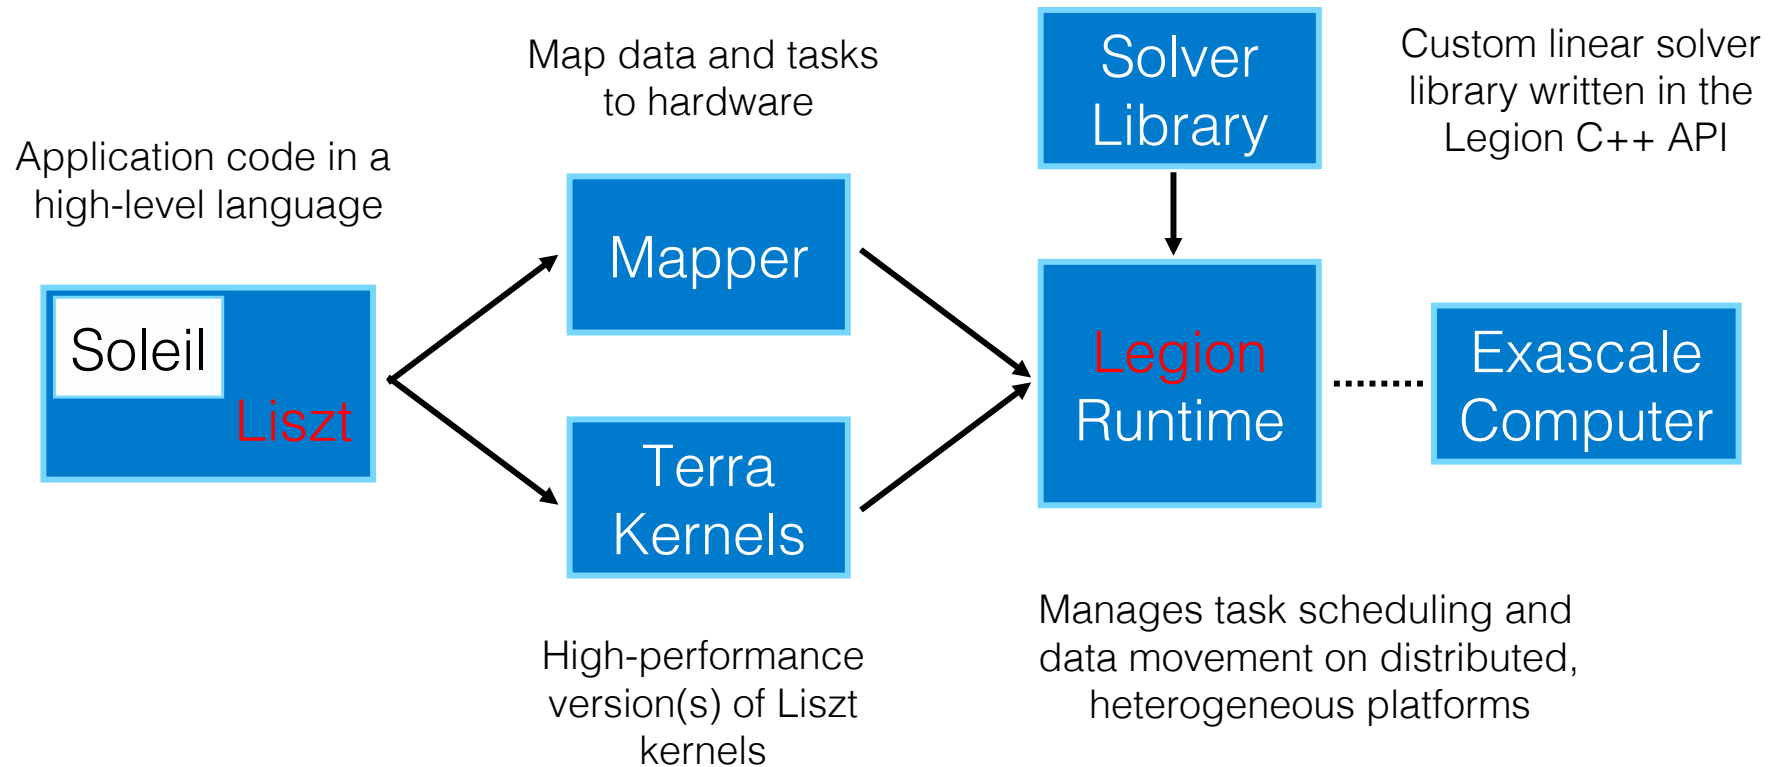 Application code in a
high-level language
Soleil
Liszt
Map data and tasks
to hardware
Mapper
Terra
Kernels
High-performance
version(s) of Liszt
kernels
Solver
Library
Custom linear solver
library written in the
Legion C++ API
Legion
Runtime
Exascale
Computer
Manages task scheduling and
data movement on distributed,
heterogeneous platforms